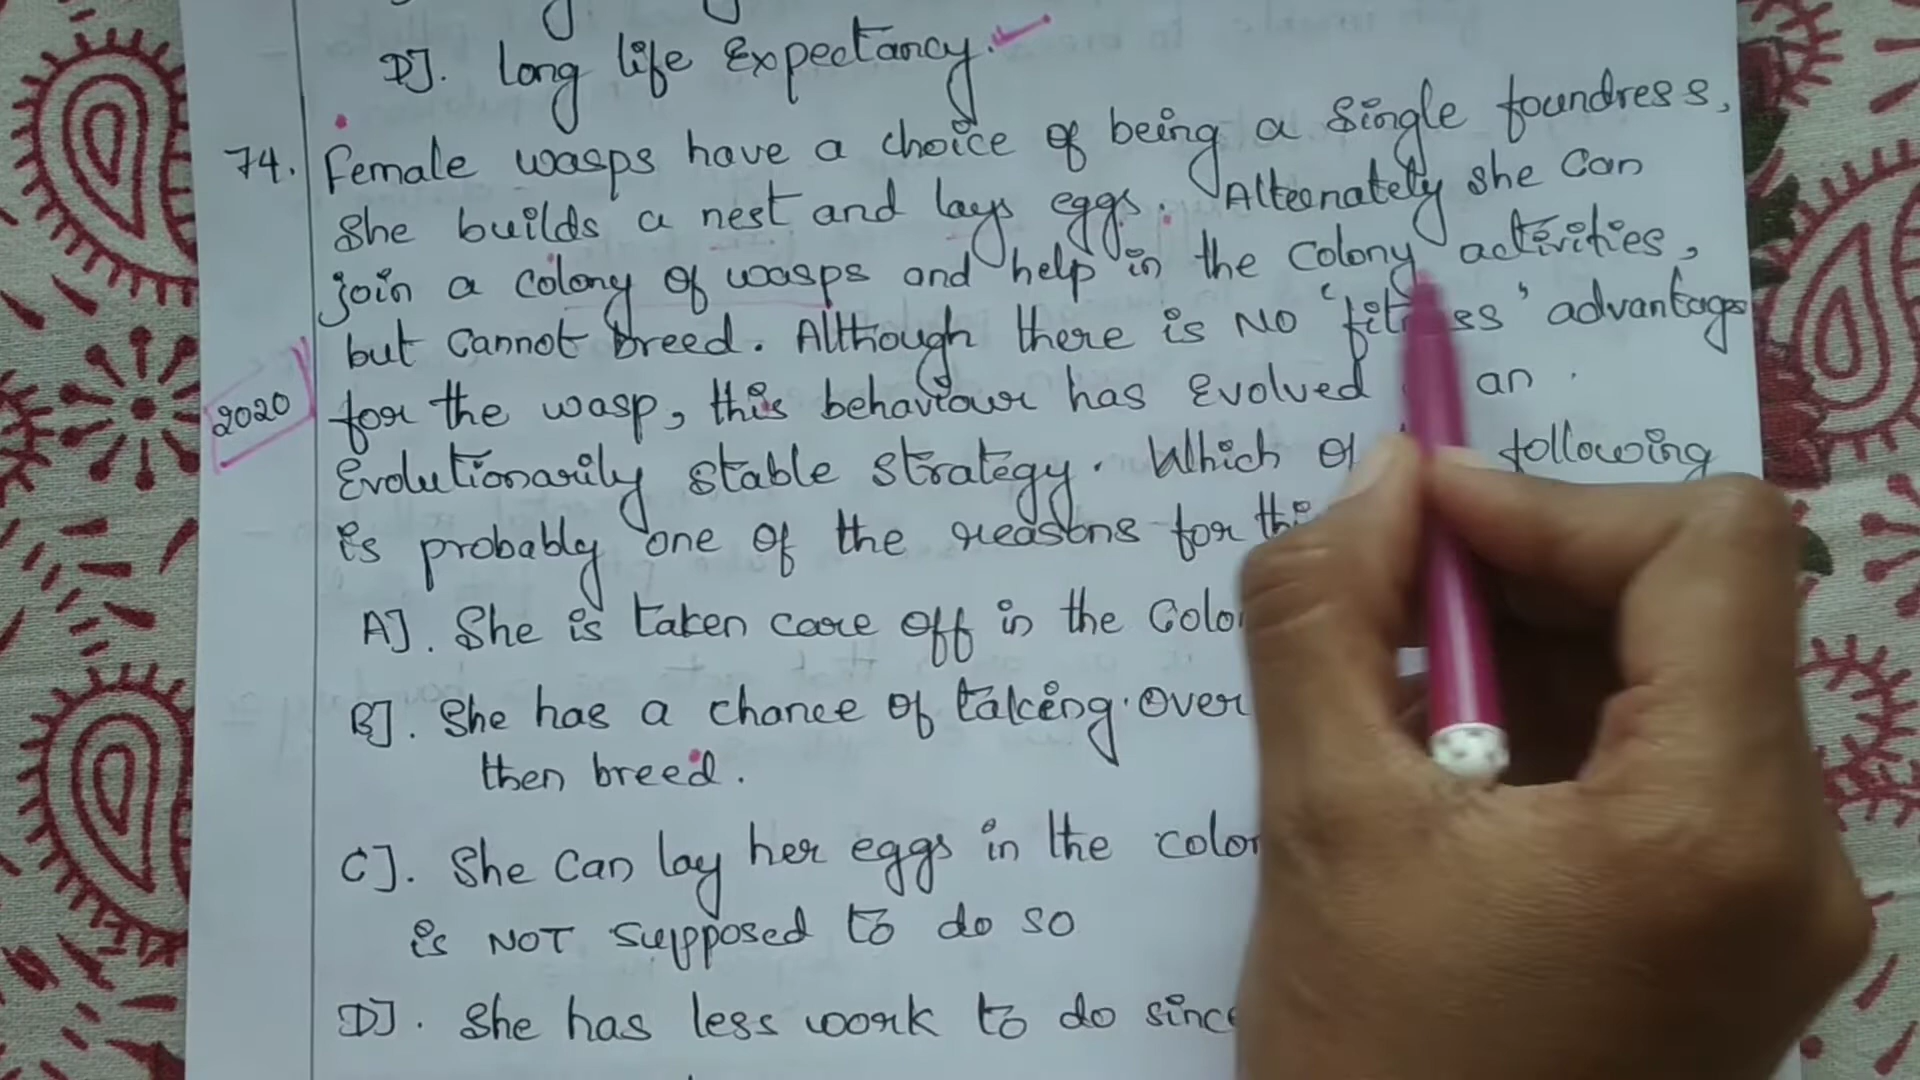 D]. long life Expectancy.
74. Female wasps have a choice of being a single foundress,
She builds a nest and lays eggs. Alternately she can
join a colony of wasps and help in the colony activities,
but cannot breed. Although there is NO 'fitness' advantage
2020 for the wasp, this behaviour has evolved an
Evolutionarily stable strategy. Which of following
is probably one of the reasons for
A]. She is taken care off in the
B]. She has a chance of taking over
then breed.
C]. She can lay her eggs in the
is NOT supposed to do so
D]. She has less work to do since